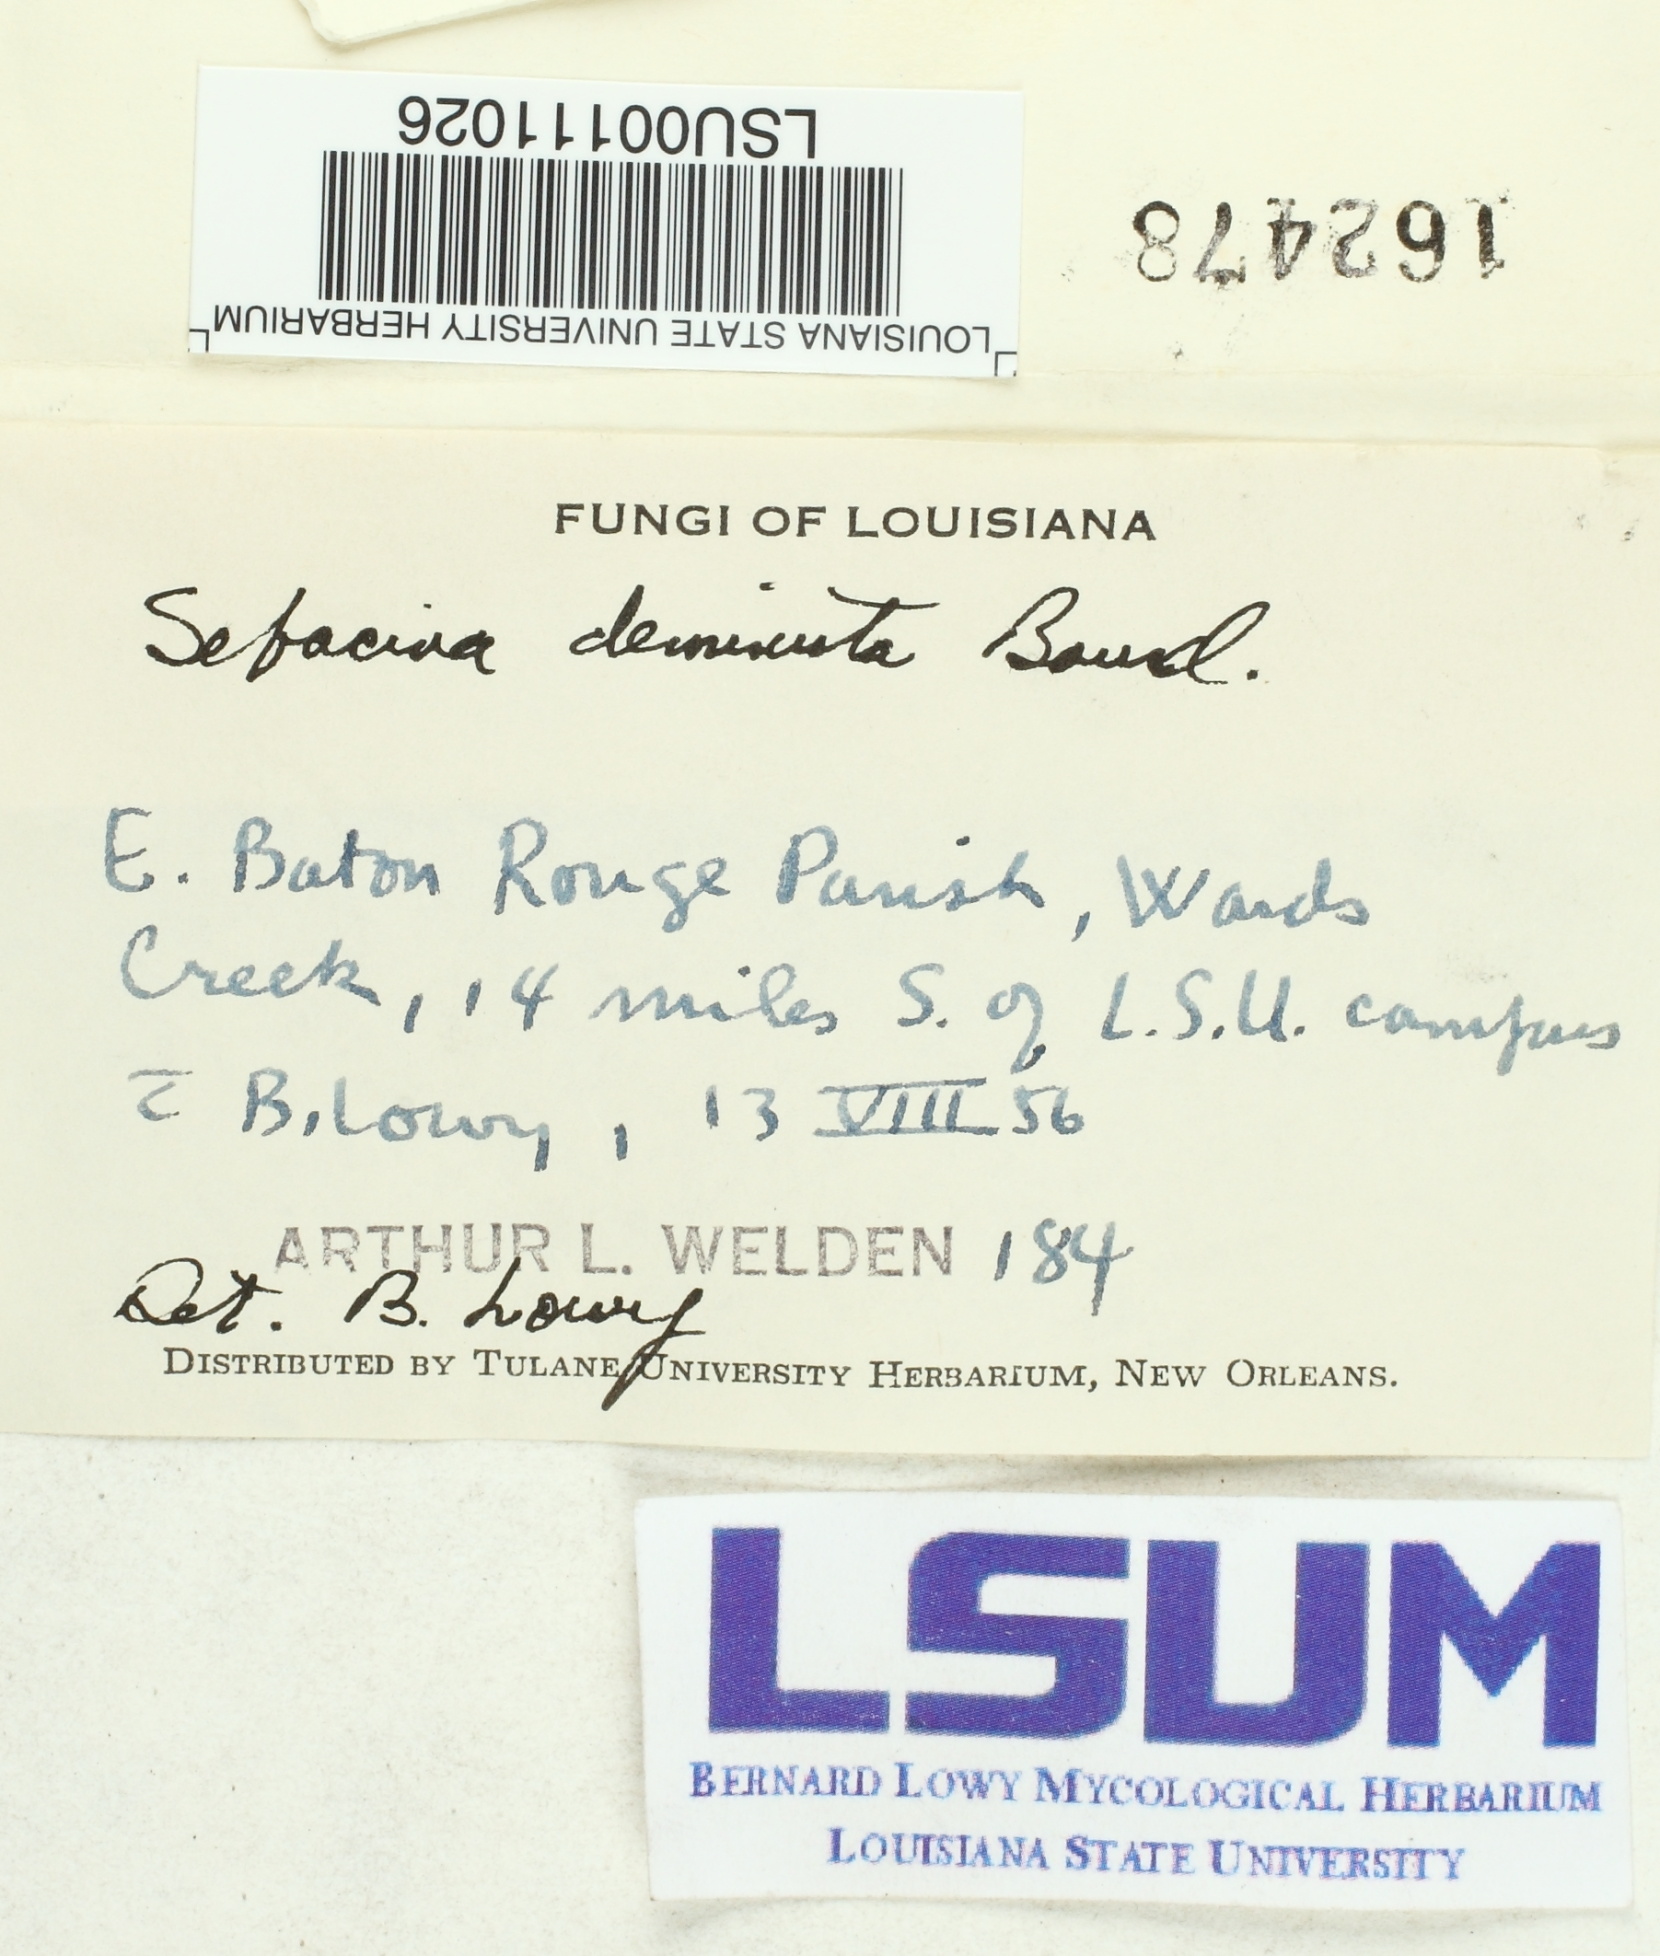 LSU00111026
LOUISIANA STATE UNIVERSITY HERBARIUM
162478
FUNGI OF LOUISIANA
Sebacina deminuta Bourd.
E. Baton Rouge Parish, Wards
Creek, 14 miles S. of L.S.U. campus
c̄ B. Lowy, 13 VIII 56
ARTHUR L. WELDEN 184
Det. B. Lowy
DISTRIBUTED BY TULANE UNIVERSITY HERBARIUM, NEW ORLEANS.
LSUM
BERNARD LOWY MYCOLOGICAL HERBARIUM
LOUISIANA STATE UNIVERSITY